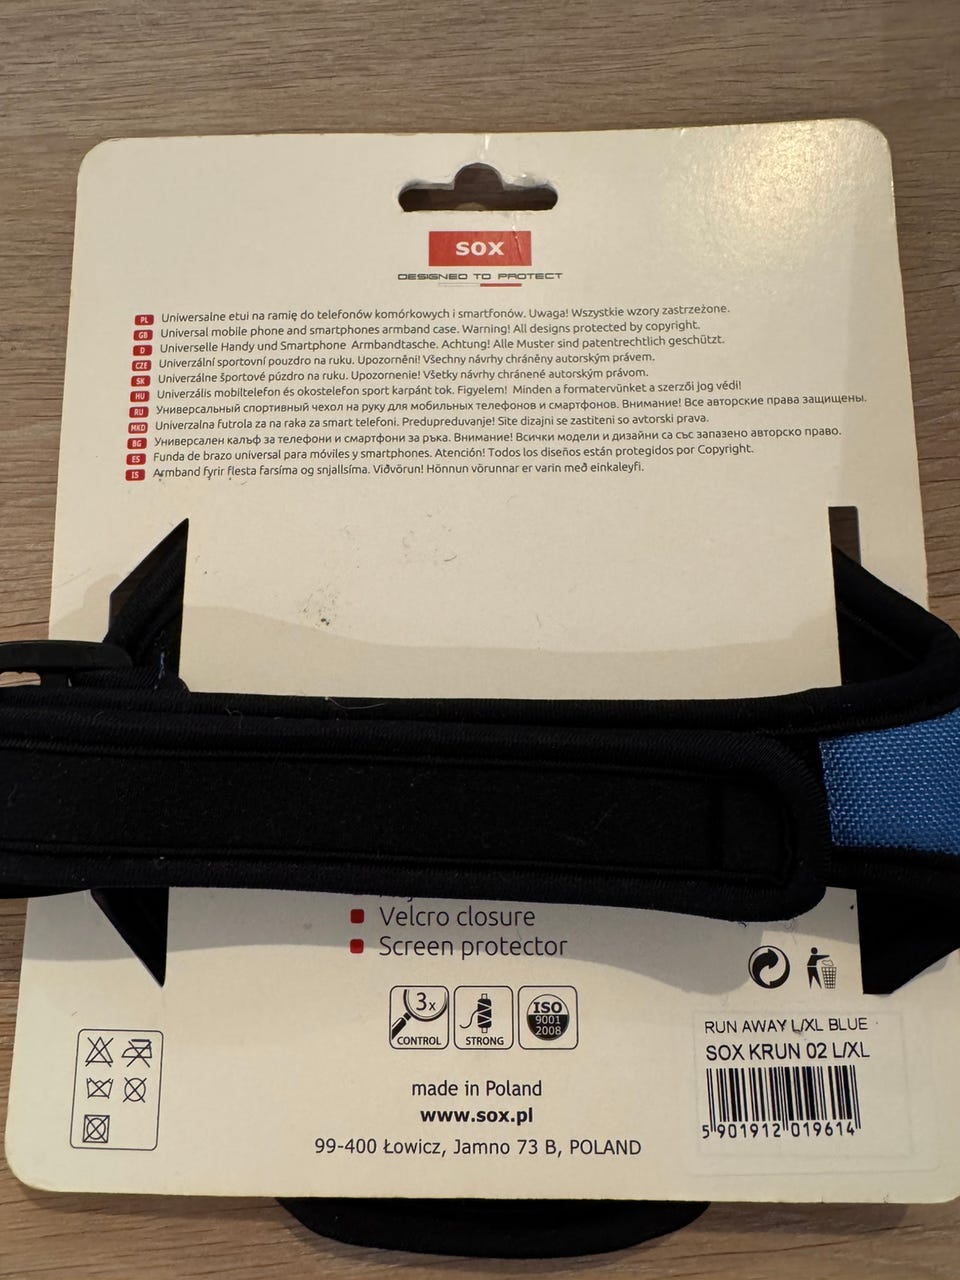 SOX
DESIGNED TO PROTECT
PL Uniwersalne etui na ramię do telefonów komórkowych i smartfonów. Uwaga! Wszystkie wzory zastrzeżone.
GB Universal mobile phone and smartphones armband case. Warning! All designs protected by copyright.
D Universelle Handy und Smartphone Armbandtasche. Achtung! Alle Muster sind patentrechtlich geschützt.
CZE Univerzální sportovní pouzdro na ruku. Upozornění! Všechny návrhy chráněny autorským právem.
SK Univerzálne športové púzdro na ruku. Upozornenie! Všetky návrhy chránené autorským právom.
HU Univerzális mobiltelefon és okostelefon sport karpánt tok. Figyelem! Minden a formatervünket a szerzői jog védi!
RU Универсальный спортивный чехол на руку для мобильных телефонов и смартфонов. Внимание! Все авторские права защищены.
MKD Univerzalna futrola za na raka za smart telefoni. Predupreduvanje! Site dizajni se zastiteni so avtorski prava.
BG Универсален калъф за телефони и смартфони за ръка. Внимание! Всички модели и дизайни са със запазено авторско право.
ES Funda de brazo universal para móviles y smartphones. Atención! Todos los diseños están protegidos por Copyright.
IS Armband fyrir flesta farsíma og snjallsíma. Viðvörun! Hönnun vörunnar er varin með einkaleyfi.
Velcro closure
Screen protector
3x
CONTROL
STRONG
ISO
9001
2008
RUN AWAY L/XL BLUE
SOX KRUN 02 L/XL
5 901912 019614
made in Poland
www.sox.pl
99-400 Łowicz, Jamno 73 B, POLAND